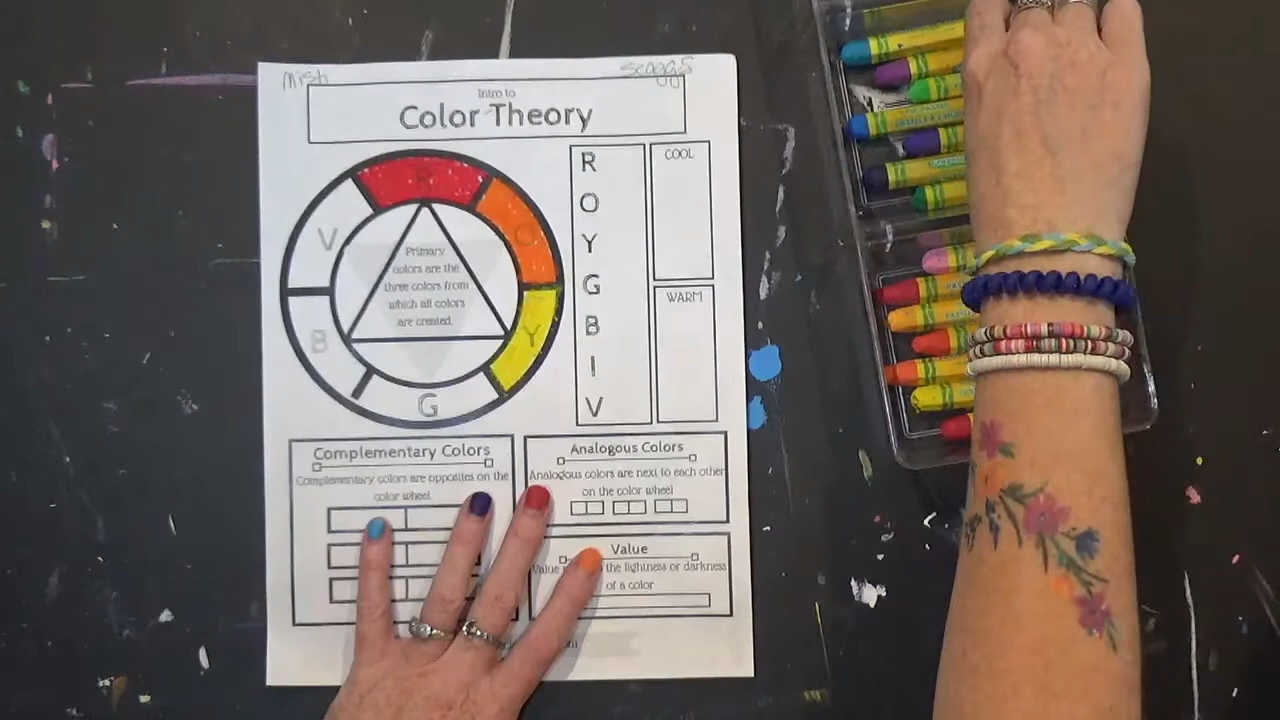 Mish Scaggs
Intro to
Color Theory
R
O
Y
G
B
I
V
COOL
WARM
R
O
Y
G
B
V
Primary
colors are the
three colors from
which all colors
are created.
Complementary Colors
Complementary colors are opposites on the
color wheel.
Analogous Colors
Analogous colors are next to each other
on the color wheel
Value
Value the lightness or darkness
of a color